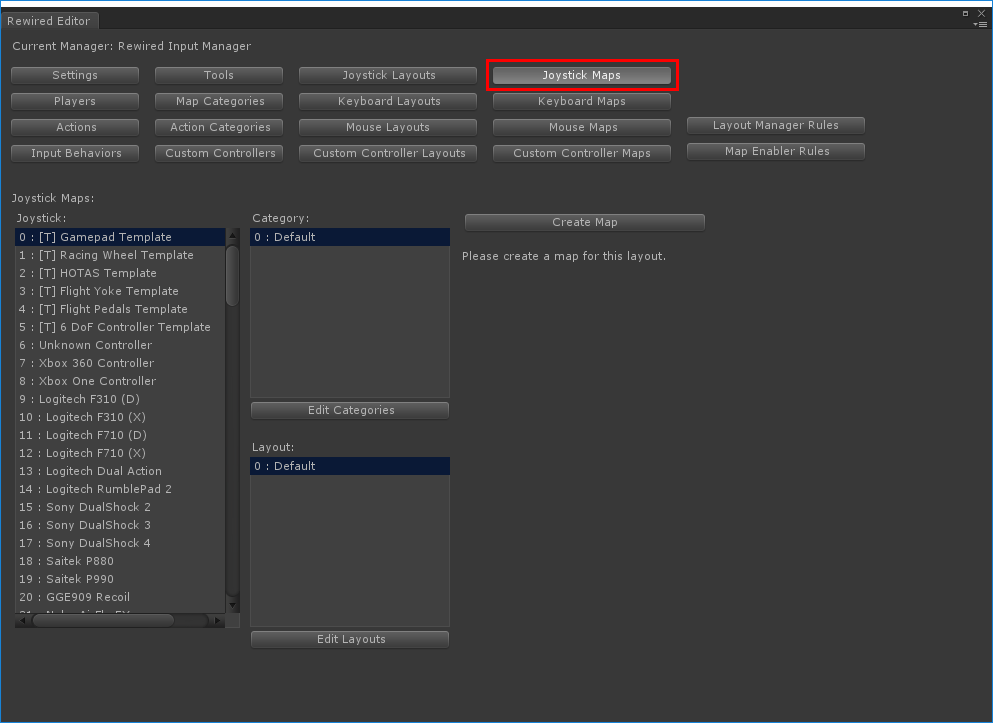 Rewired Editor
Current Manager: Rewired Input Manager
Settings
Tools
Joystick Layouts
Joystick Maps
Players
Map Categories
Keyboard Layouts
Keyboard Maps
Actions
Action Categories
Mouse Layouts
Mouse Maps
Layout Manager Rules
Input Behaviors
Custom Controllers
Custom Controller Layouts
Custom Controller Maps
Map Enabler Rules
Joystick Maps:
Joystick:
0 : [T] Gamepad Template
1 : [T] Racing Wheel Template
2 : [T] HOTAS Template
3 : [T] Flight Yoke Template
4 : [T] Flight Pedals Template
5 : [T] 6 DoF Controller Template
6 : Unknown Controller
7 : Xbox 360 Controller
8 : Xbox One Controller
9 : Logitech F310 (D)
10 : Logitech F310 (X)
11 : Logitech F710 (D)
12 : Logitech F710 (X)
13 : Logitech Dual Action
14 : Logitech RumblePad 2
15 : Sony DualShock 2
16 : Sony DualShock 3
17 : Sony DualShock 4
18 : Saitek P880
19 : Saitek P990
20 : GGE909 Recoil
Category:
0 : Default
Edit Categories
Layout:
0 : Default
Edit Layouts
Create Map
Please create a map for this layout.